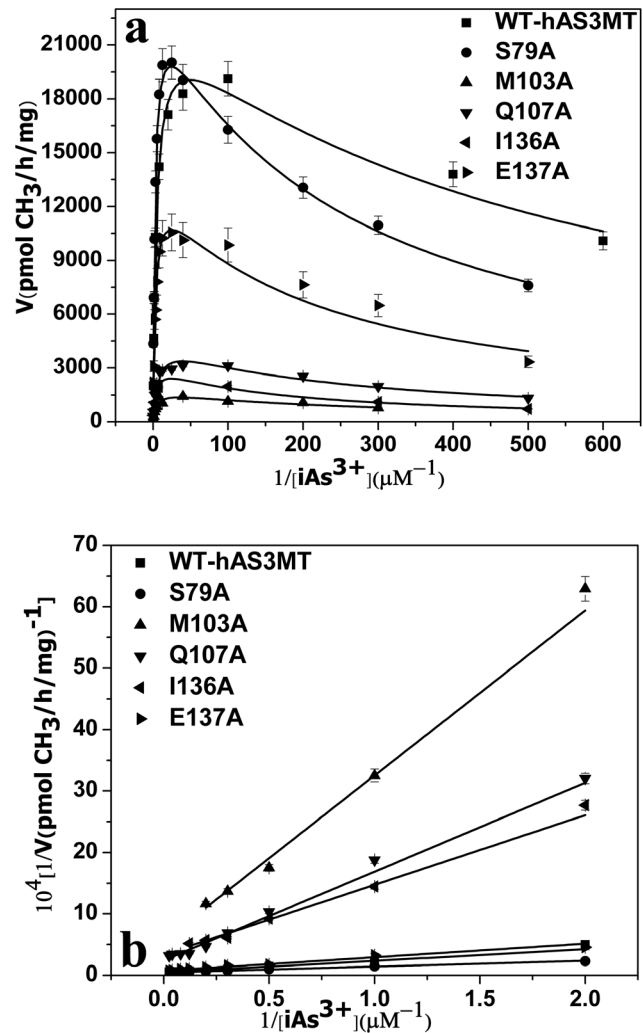 a
WT-hAS3MT
S79A
M103A
Q107A
I136A
E137A
V(pmol CH3/h/mg)
21000
18000
15000
12000
9000
6000
3000
0
0 100 200 300 400 500 600
1/[iAs3+](μM−1)
b
WT-hAS3MT
S79A
M103A
Q107A
I136A
E137A
10^4[1/V(pmol CH3/h/mg)−1]
70
60
50
40
30
20
10
0
0.0 0.5 1.0 1.5 2.0
1/[iAs3+](μM−1)